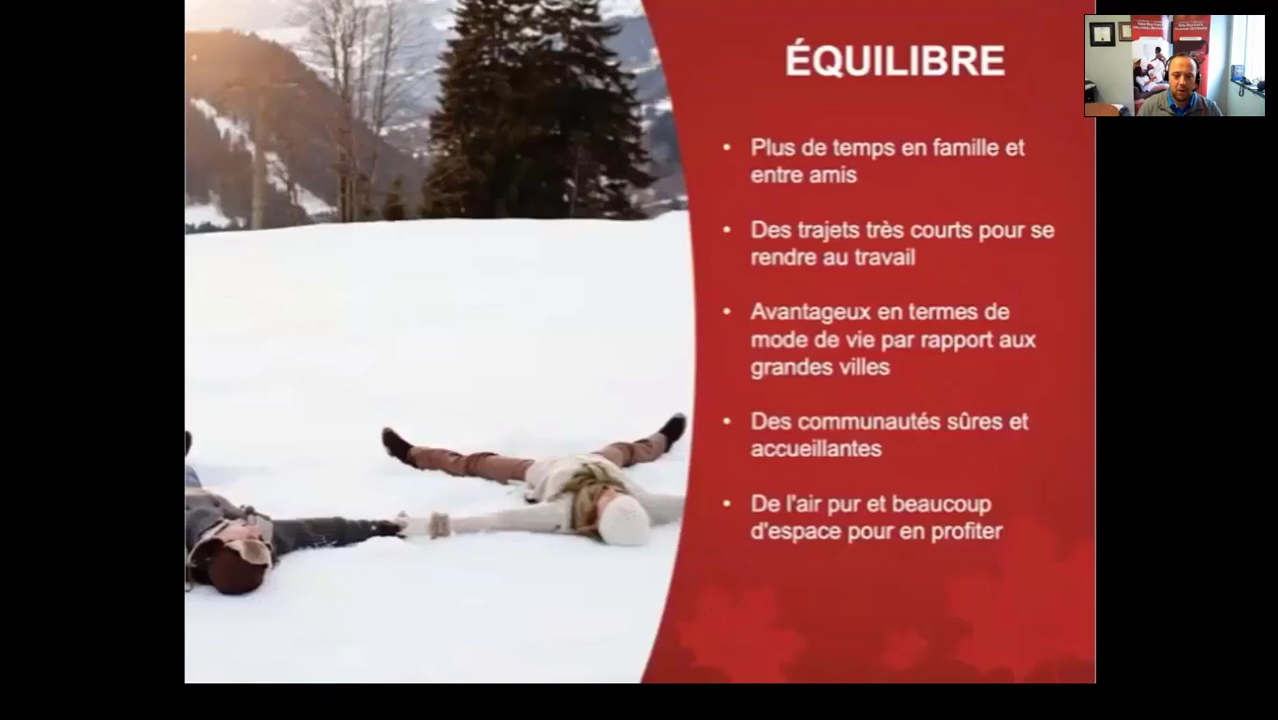 ÉQUILIBRE
• Plus de temps en famille et
entre amis
• Des trajets très courts pour se
rendre au travail
• Avantageux en termes de
mode de vie par rapport aux
grandes villes
• Des communautés sûres et
accueillantes
• De l'air pur et beaucoup
d'espace pour en profiter